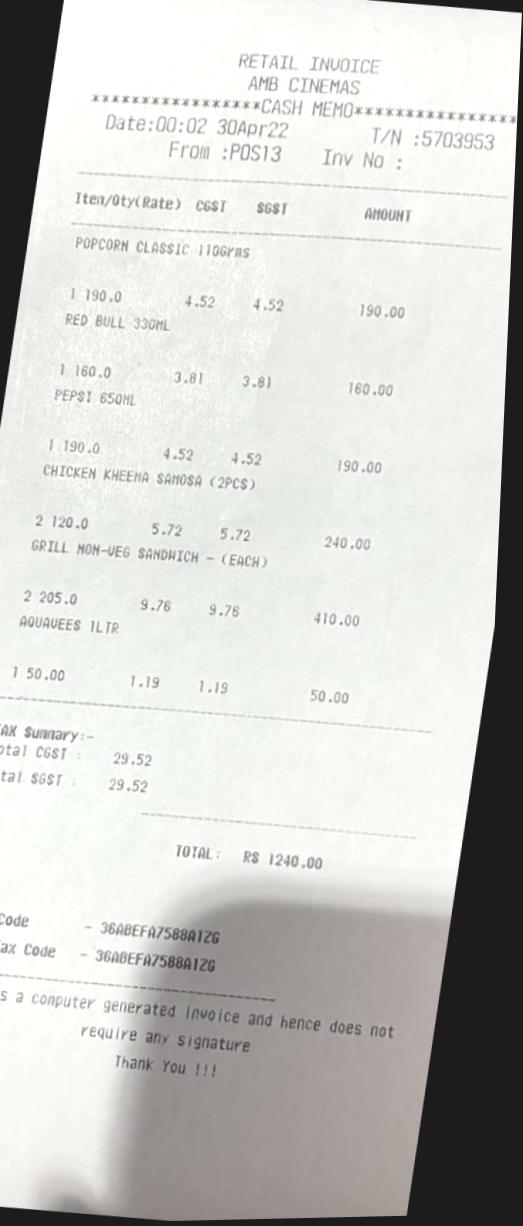 RETAIL INVOICE
AMB CINEMAS
*****************CASH MEMO****************
Date:00:02 30Apr22 T/N :5703953
From :POS13 Inv No :
Item/Qty(Rate) CGST SGST AMOUNT
POPCORN CLASSIC 110Grms
1 190.0 4.52 4.52 190.00
RED BULL 330ML
1 160.0 3.81 3.81 160.00
PEPSI 650ML
1 190.0 4.52 4.52 190.00
CHICKEN KHEEMA SAMOSA (2PCS)
2 120.0 5.72 5.72 240.00
GRILL NON-VEG SANDWICH - (EACH)
2 205.0 9.76 9.76 410.00
AQUAVEES 1LTR
1 50.00 1.19 1.19 50.00
AX Summary:-
otal CGST : 29.52
tal SGST : 29.52
TOTAL: RS 1240.00
Code - 36ABEFA7588A1ZG
ax Code - 36ABEFA7588A1ZG
s a computer generated invoice and hence does not
require any signature
Thank You !!!